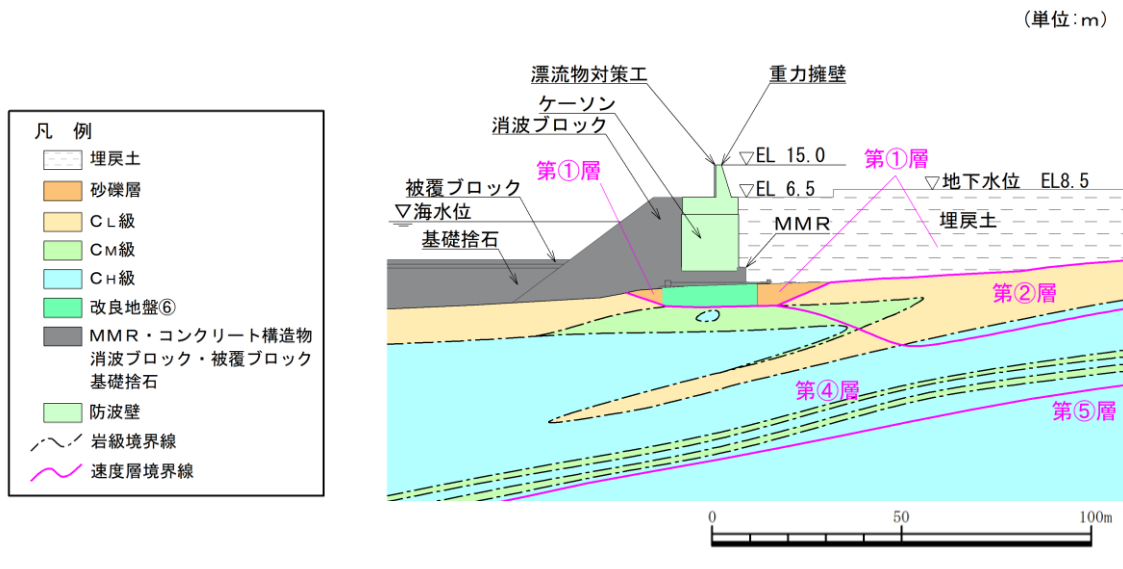 (単位:m)
漂流物対策工
重力擁壁
ケーソン
消波ブロック
第①層
▽EL 15.0
第①層
被覆ブロック
▽EL 6.5
▽地下水位 EL8.5
▽海水位
MMR
埋戻土
基礎捨石
第②層
第④層
第⑤層
凡 例
埋戻土
砂礫層
CL級
CM級
CH級
改良地盤⑥
MMR・コンクリート構造物
消波ブロック・被覆ブロック
基礎捨石
防波壁
岩級境界線
速度層境界線
0 50 100m